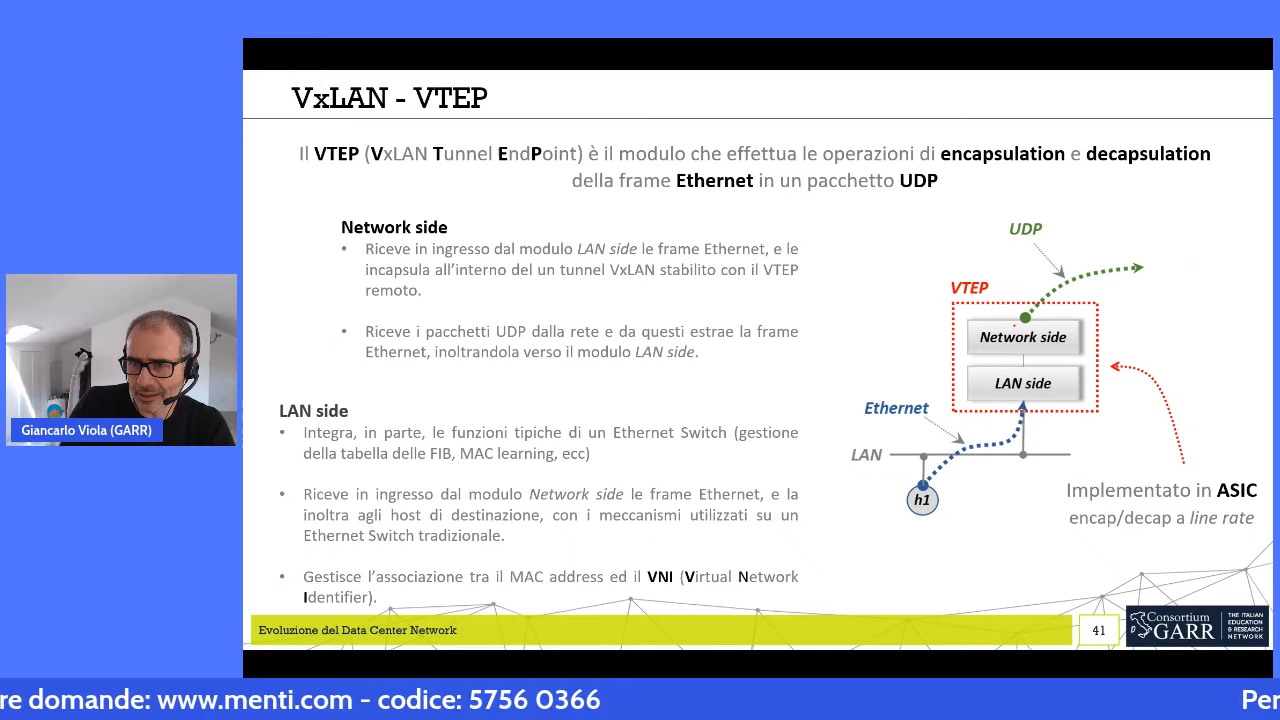 VxLAN - VTEP
Il VTEP (VxLAN Tunnel EndPoint) è il modulo che effettua le operazioni di encapsulation e decapsulation
della frame Ethernet in un pacchetto UDP
Network side
• Riceve in ingresso dal modulo LAN side le frame Ethernet, e le
incapsula all'interno del un tunnel VxLAN stabilito con il VTEP
remoto.
• Riceve i pacchetti UDP dalla rete e da questi estrae la frame
Ethernet, inoltrandola verso il modulo LAN side.
LAN side
• Integra, in parte, le funzioni tipiche di un Ethernet Switch (gestione
della tabella delle FIB, MAC learning, ecc)
• Riceve in ingresso dal modulo Network side le frame Ethernet, e la
inoltra agli host di destinazione, con i meccanismi utilizzati su un
Ethernet Switch tradizionale.
• Gestisce l'associazione tra il MAC address ed il VNI (Virtual Network
Identifier).
UDP
VTEP
Network side
LAN side
Ethernet
LAN
h1
Implementato in ASIC
encap/decap a line rate
Giancarlo Viola (GARR)
Evoluzione del Data Center Network
41
Consortium
GARR
THE ITALIAN
EDUCATION
& RESEARCH
NETWORK
re domande: www.menti.com - codice: 5756 0366
Per